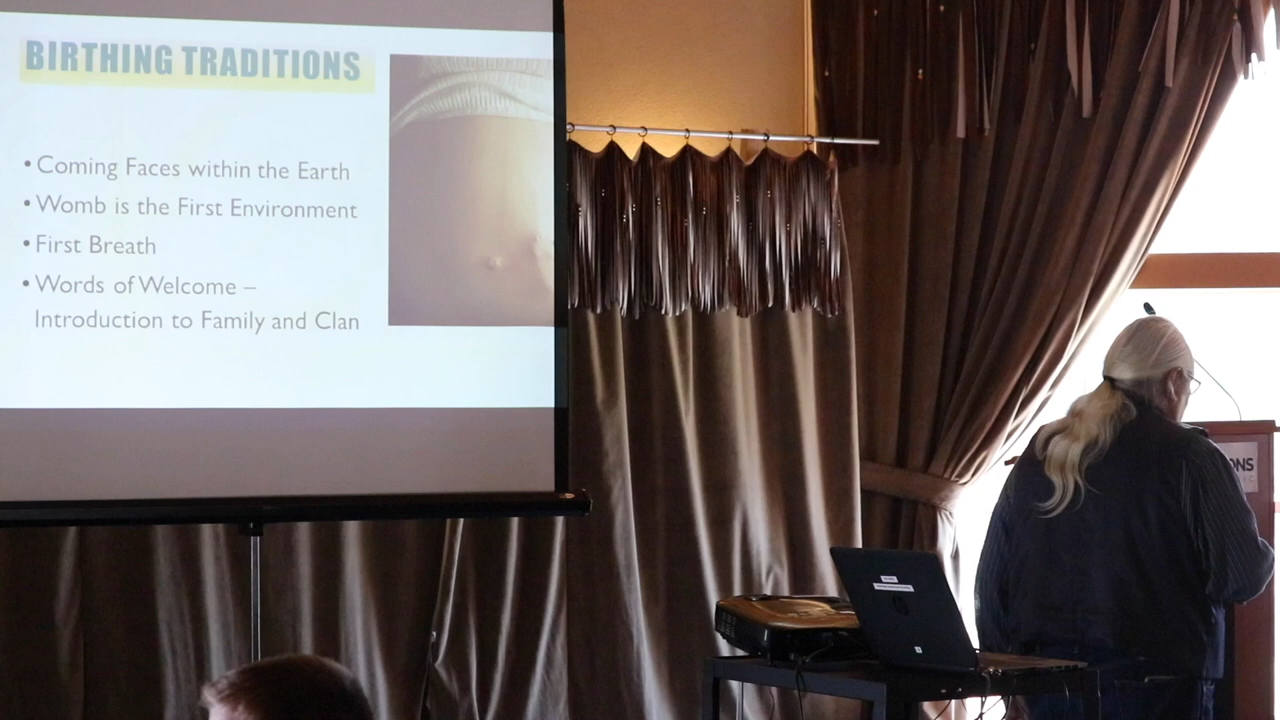 BIRTHING TRADITIONS
• Coming Faces within the Earth
• Womb is the First Environment
• First Breath
• Words of Welcome –
Introduction to Family and Clan
ONS